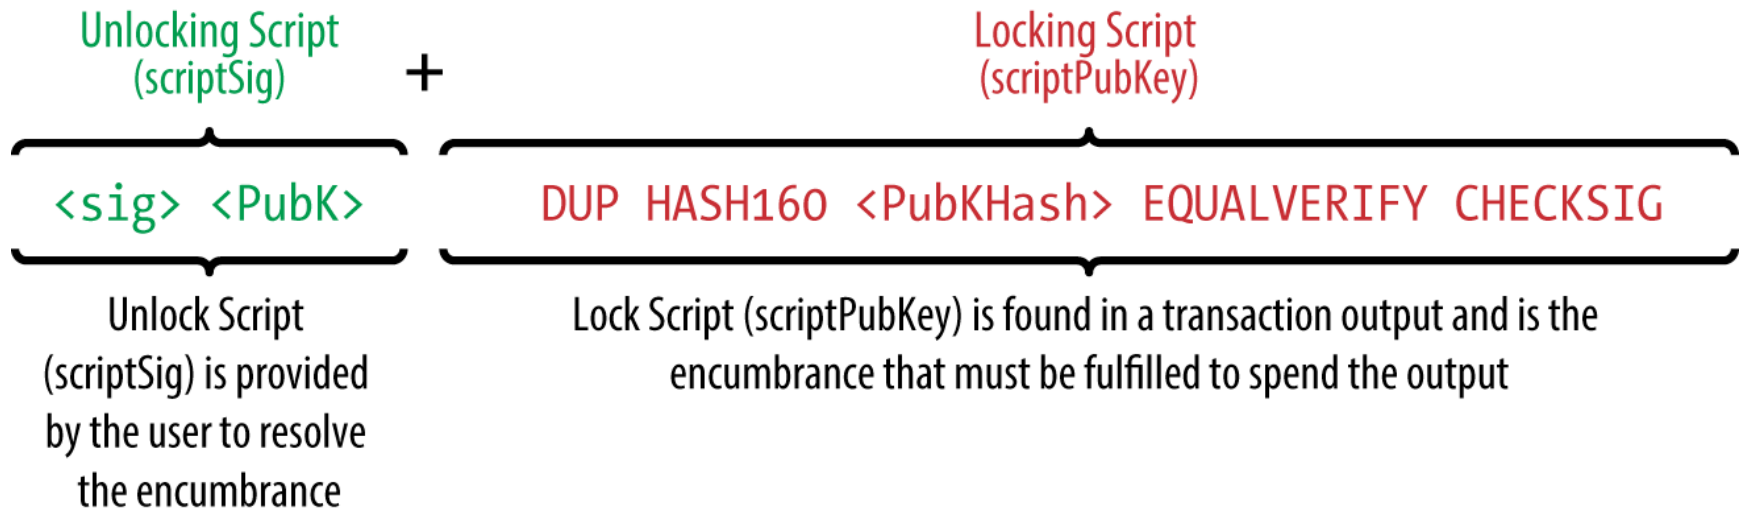 Unlocking Script
(scriptSig)
+
Locking Script
(scriptPubKey)
<sig> <PubK>
DUP HASH160 <PubKHash> EQUALVERIFY CHECKSIG
Unlock Script
(scriptSig) is provided
by the user to resolve
the encumbrance
Lock Script (scriptPubKey) is found in a transaction output and is the
encumbrance that must be fulfilled to spend the output